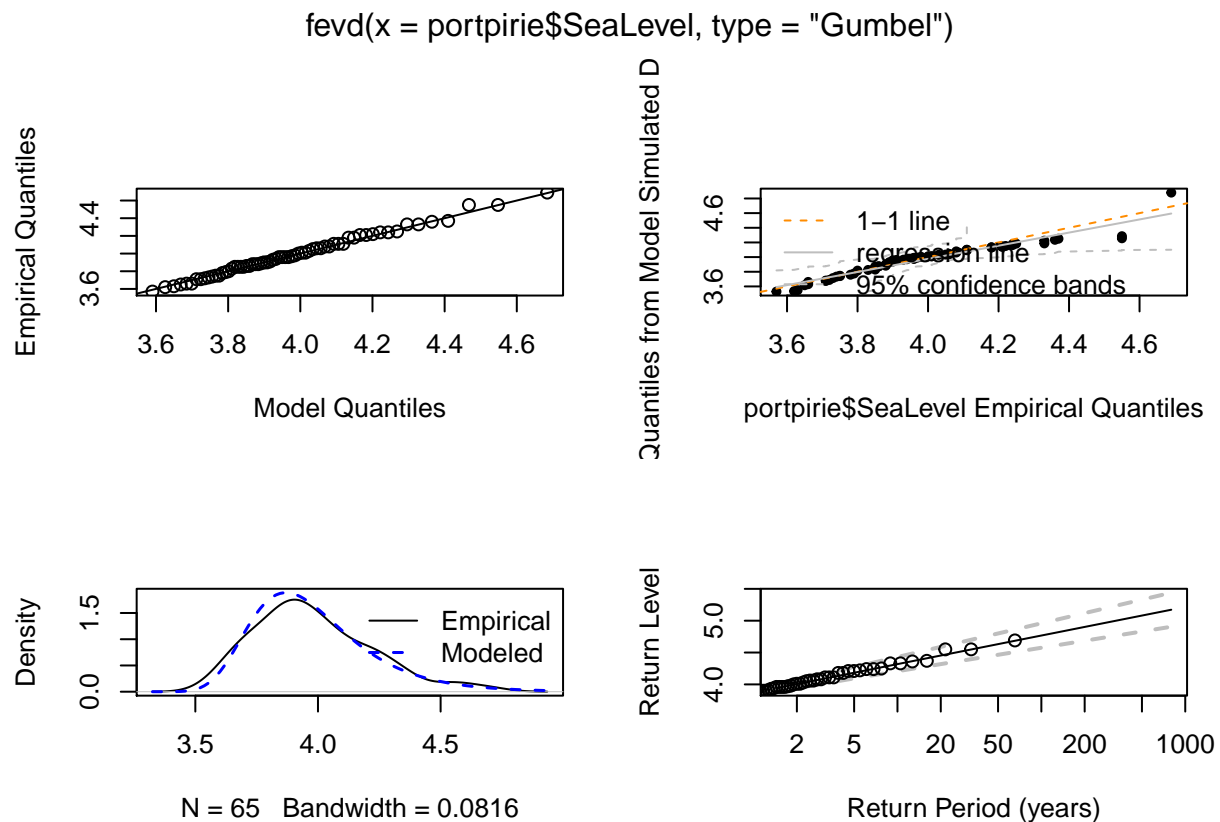 fevd(x = portpirie$SeaLevel, type = "Gumbel")
Empirical Quantiles
3.6 4.4
3.6 3.8 4.0 4.2 4.4 4.6
Model Quantiles
Quantiles from Model Simulated D
3.6 4.6
1−1 line
regression line
95% confidence bands
3.6 3.8 4.0 4.2 4.4 4.6
portpirie$SeaLevel Empirical Quantiles
Density
0.0 1.5
Empirical
Modeled
3.5 4.0 4.5
N = 65 Bandwidth = 0.0816
Return Level
4.0 5.0
2 5 20 50 200 1000
Return Period (years)